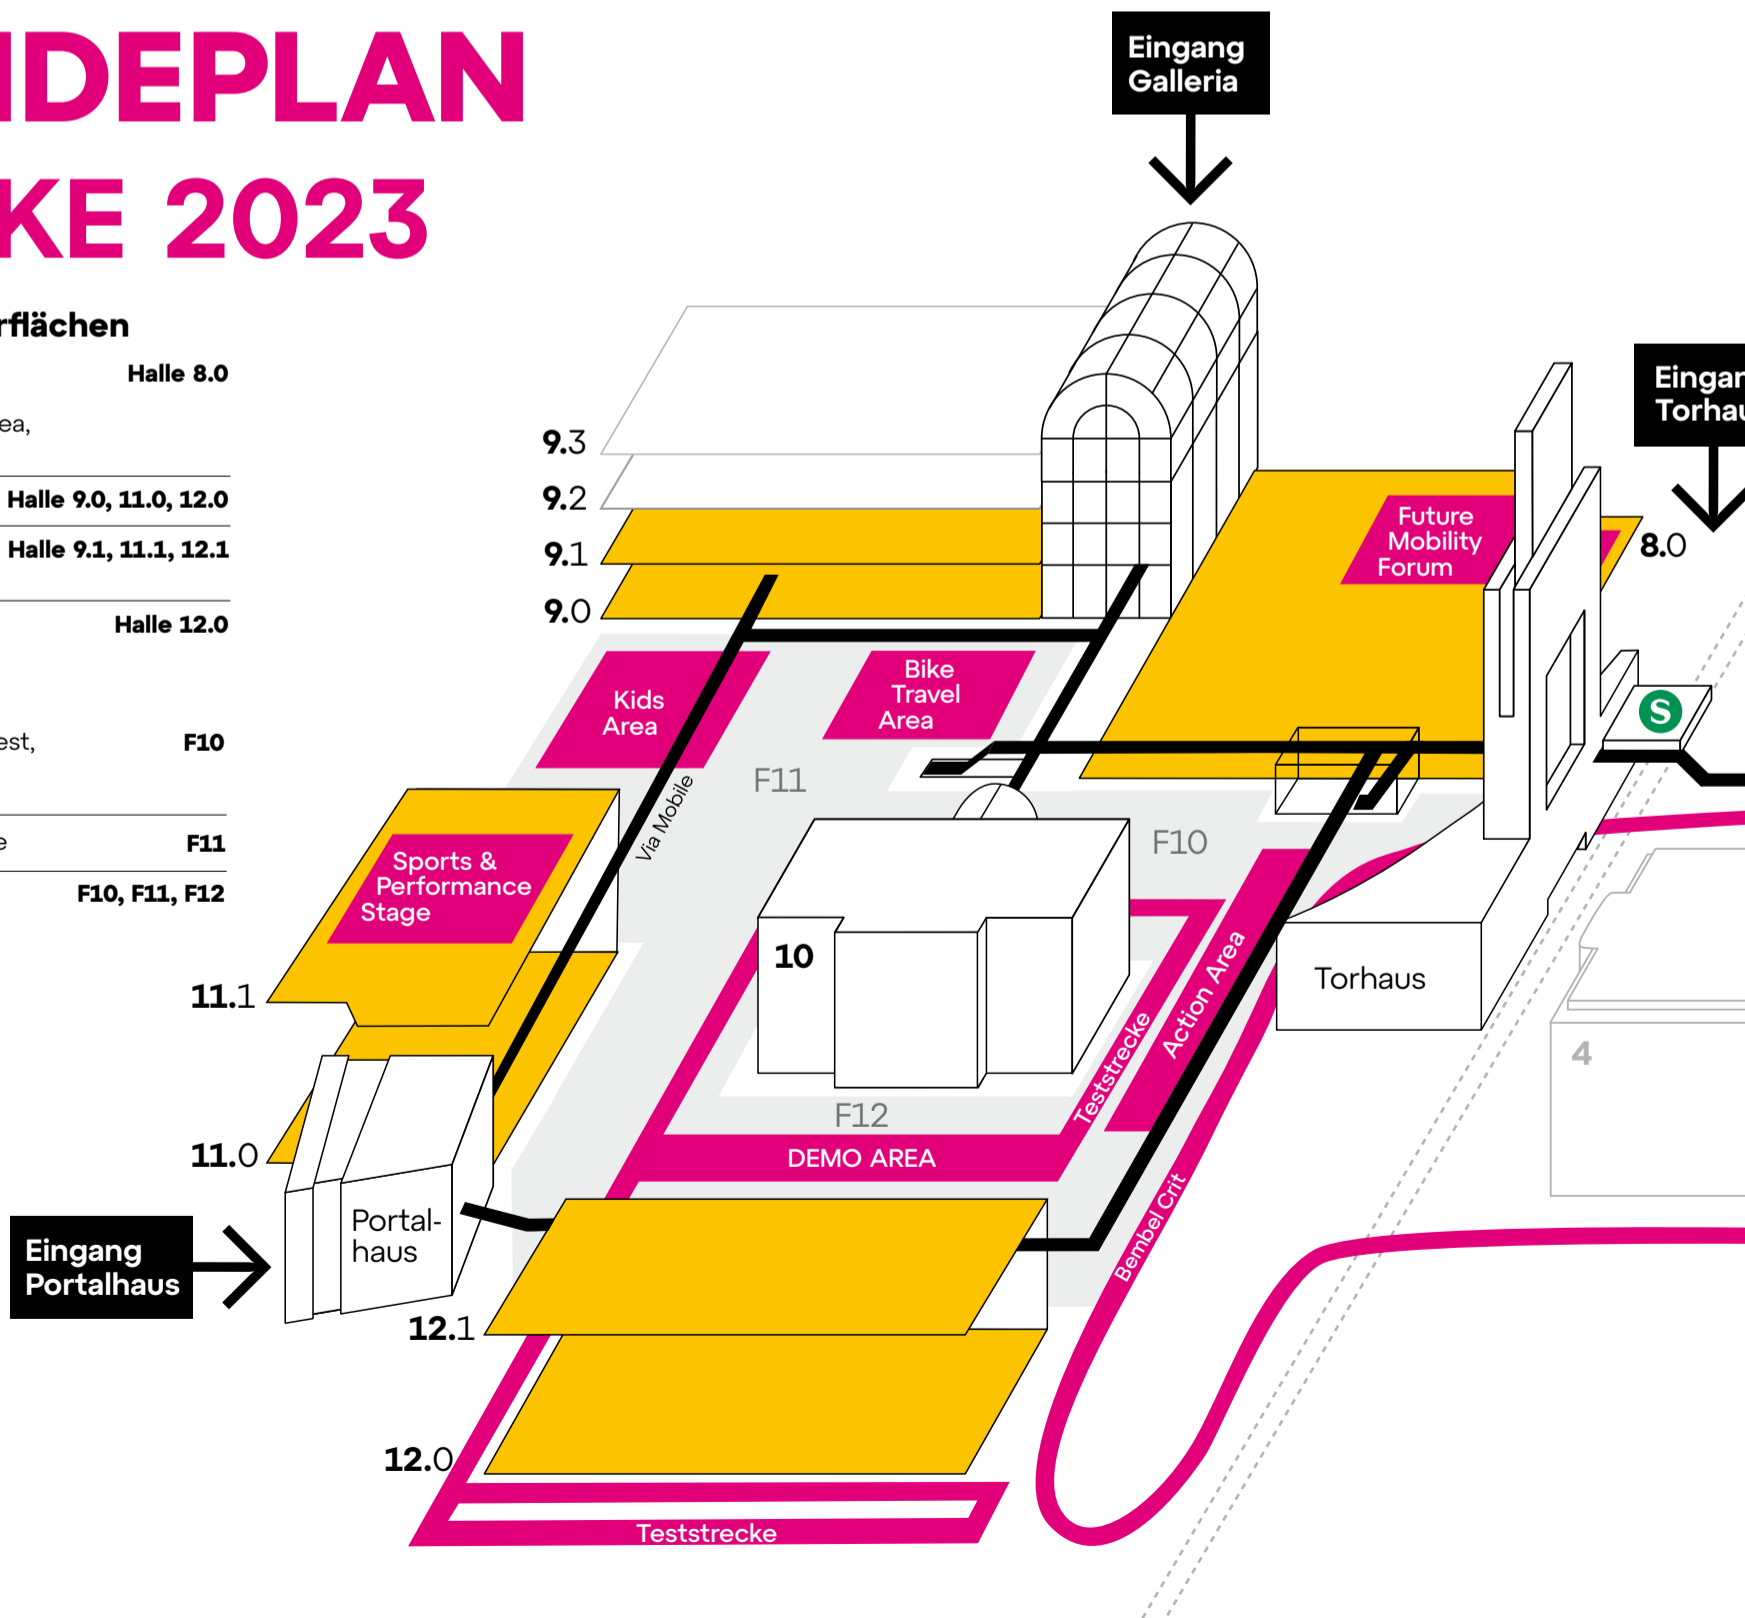 IDEPLAN
KE 2023
rflächen
Halle 8.0
ea,
Halle 9.0, 11.0, 12.0
Halle 9.1, 11.1, 12.1
Halle 12.0
est,
F10
e
F11
F10, F11, F12
Eingang
Galleria
Eingan
Torhau
9.3
9.2
9.1
9.0
Future
Mobility
Forum
8.0
S
Kids
Area
Bike
Travel
Area
F11
Via Mobile
F10
Sports &
Performance
Stage
10
Action Area
Torhaus
Teststrecke
11.1
4
F12
DEMO AREA
11.0
Portal-
haus
Bembel Crit
Eingang
Portalhaus
12.1
12.0
Teststrecke